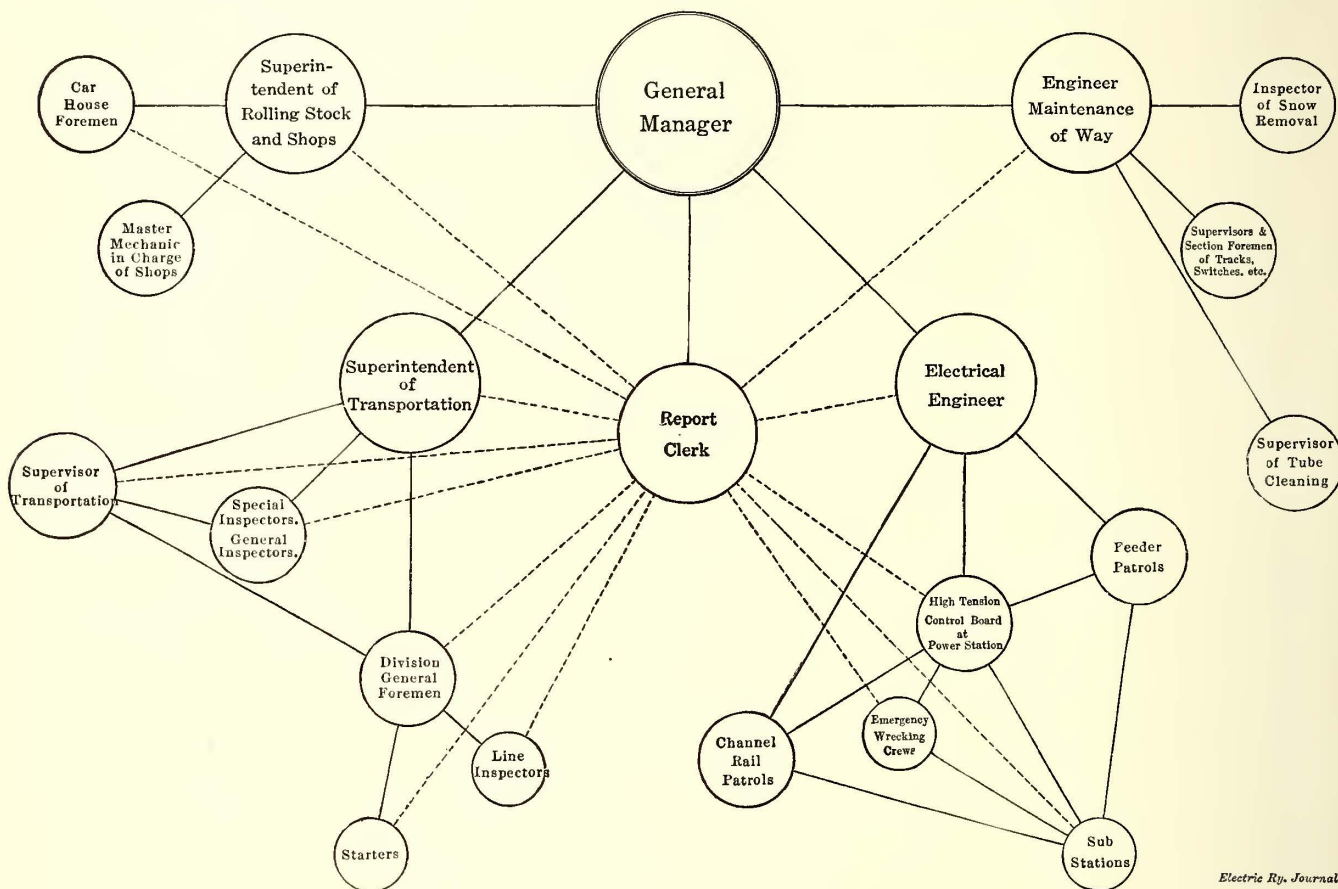 Car
House
Foremen
Superin-
tendent of
Rolling Stock
and Shops
General
Manager
Engineer
Maintenance
of Way
Inspector
of Snow
Removal
Master
Mechanic
in Charge
of Shops
Supervisors &
Section Foremen
of Tracks,
Switches. etc.
Superintendent
of
Transportation
Report
Clerk
Electrical
Engineer
Supervisor
of
Transportation
Special
Inspectors.
General
Inspectors.
Supervisor
of Tube
Cleaning
Feeder
Patrols
High Tension
Control Board
at
Power Station
Division
General
Foremen
Line
Inspectors
Channel
Rail
Patrols
Emergency
Wrecking
Crews
Starters
Sub
Stations
Electric Ry. Journal